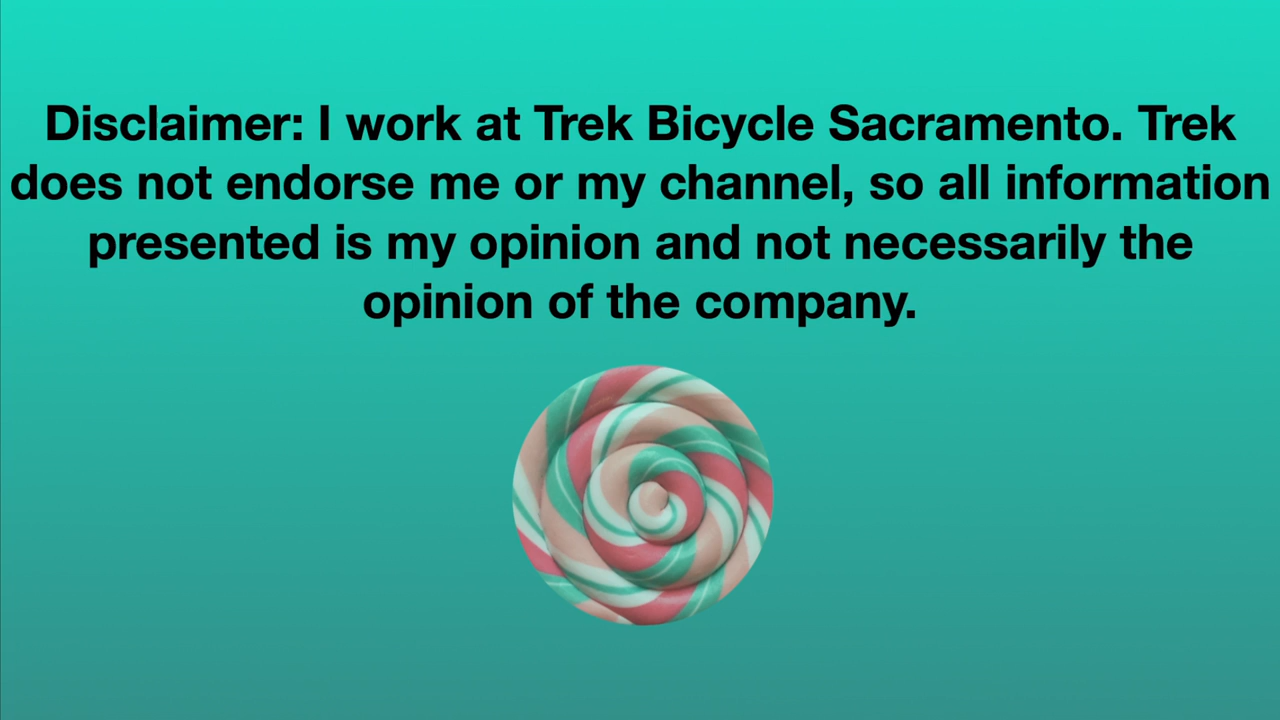 Disclaimer: I work at Trek Bicycle Sacramento. Trek
does not endorse me or my channel, so all information
presented is my opinion and not necessarily the
opinion of the company.